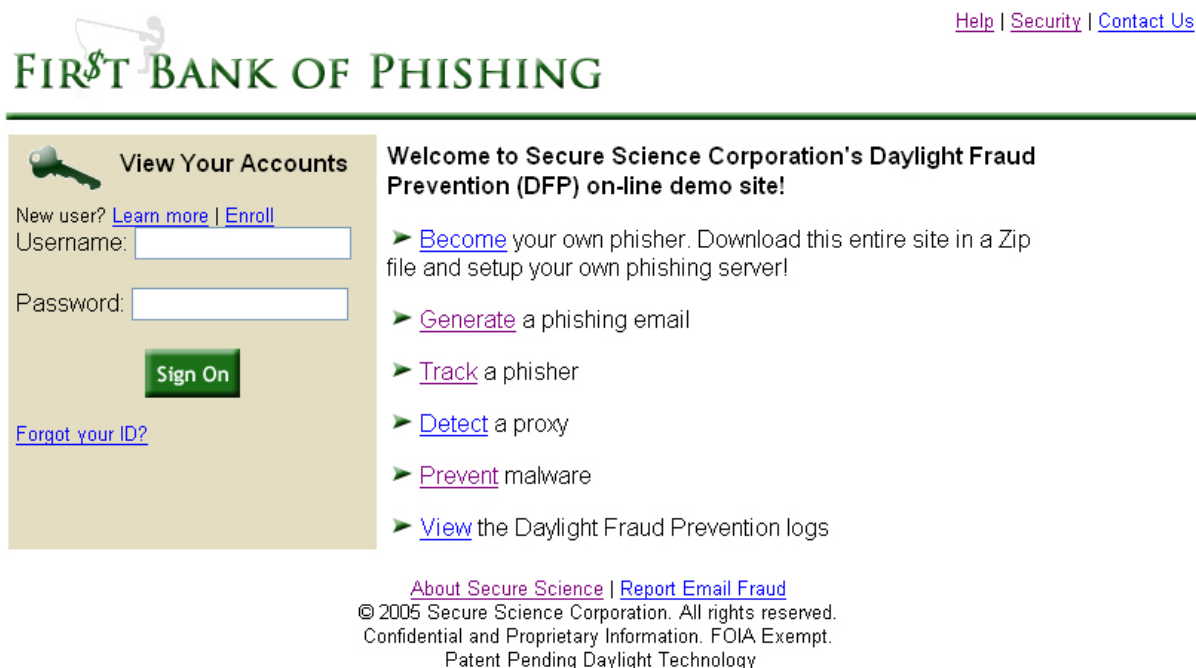 Help | Security | Contact Us
FIR$T BANK OF PHISHING
View Your Accounts
New user? Learn more | Enroll
Username:
Password:
Sign On
Forgot your ID?
Welcome to Secure Science Corporation's Daylight Fraud
Prevention (DFP) on-line demo site!
Become your own phisher. Download this entire site in a Zip
file and setup your own phishing server!
Generate a phishing email
Track a phisher
Detect a proxy
Prevent malware
View the Daylight Fraud Prevention logs
About Secure Science | Report Email Fraud
© 2005 Secure Science Corporation. All rights reserved.
Confidential and Proprietary Information. FOIA Exempt.
Patent Pending Daylight Technology